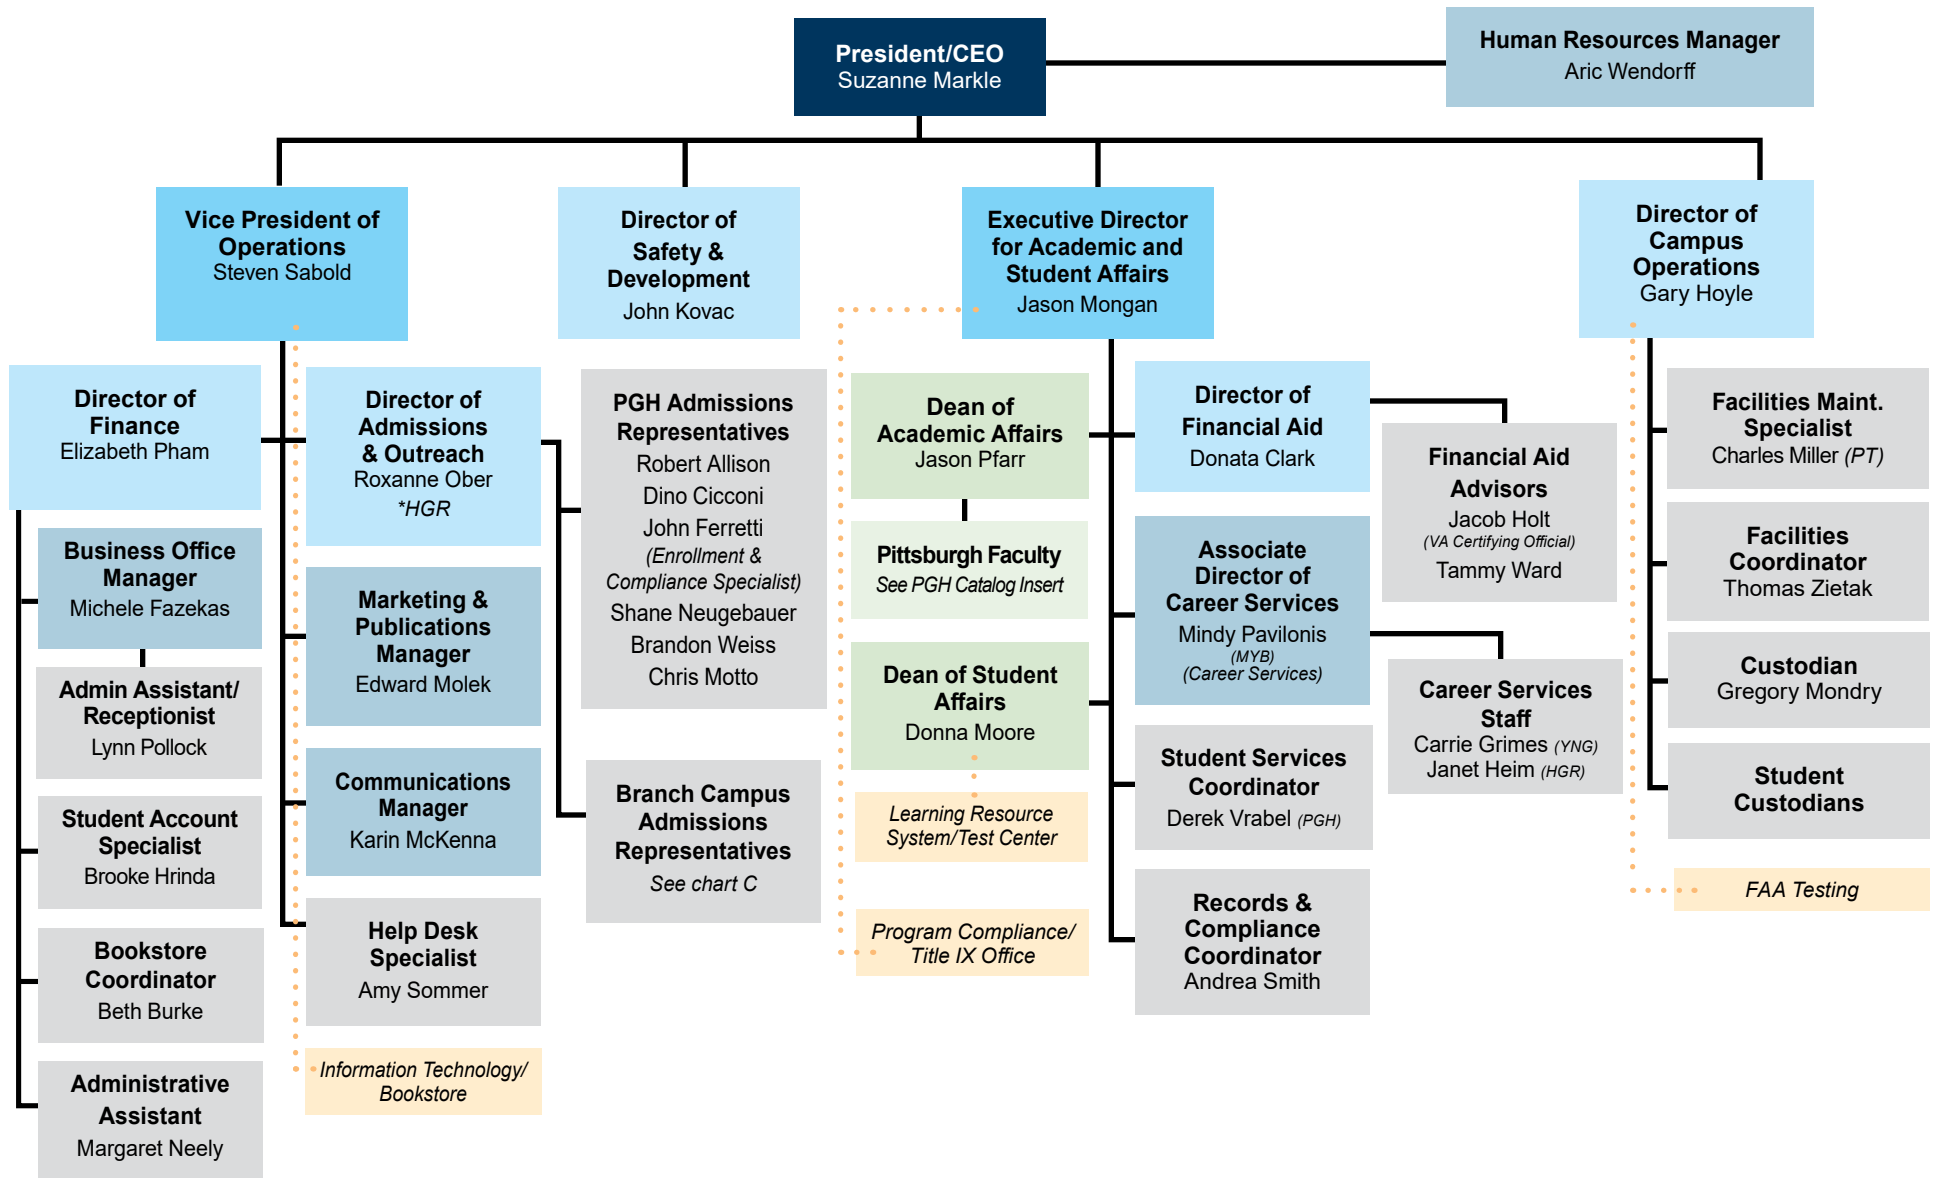 President/CEO
Suzanne Markle
Human Resources Manager
Aric Wendorff
Vice President of
Operations
Steven Sabold
Director of
Safety &
Development
John Kovac
Executive Director
for Academic and
Student Affairs
Jason Mongan
Director of
Campus
Operations
Gary Hoyle
Director of
Finance
Elizabeth Pham
Business Office
Manager
Michele Fazekas
Admin Assistant/
Receptionist
Lynn Pollock
Student Account
Specialist
Brooke Hrinda
Bookstore
Coordinator
Beth Burke
Administrative
Assistant
Margaret Neely
Director of
Admissions
& Outreach
Roxanne Ober
*HGR
Marketing &
Publications
Manager
Edward Molek
Communications
Manager
Karin McKenna
Help Desk
Specialist
Amy Sommer
Information Technology/
Bookstore
PGH Admissions
Representatives
Robert Allison
Dino Cicconi
John Ferretti
(Enrollment &
Compliance Specialist)
Shane Neugebauer
Brandon Weiss
Chris Motto
Branch Campus
Admissions
Representatives
See chart C
Dean of
Academic Affairs
Jason Pfarr
Pittsburgh Faculty
See PGH Catalog Insert
Dean of Student
Affairs
Donna Moore
Learning Resource
System/Test Center
Program Compliance/
Title IX Office
Director of
Financial Aid
Donata Clark
Associate
Director of
Career Services
Mindy Pavilonis
(MYB)
(Career Services)
Student Services
Coordinator
Derek Vrabel (PGH)
Records &
Compliance
Coordinator
Andrea Smith
Financial Aid
Advisors
Jacob Holt
(VA Certifying Official)
Tammy Ward
Career Services
Staff
Carrie Grimes (YNG)
Janet Heim (HGR)
Facilities Maint.
Specialist
Charles Miller (PT)
Facilities
Coordinator
Thomas Zietak
Custodian
Gregory Mondry
Student
Custodians
FAA Testing